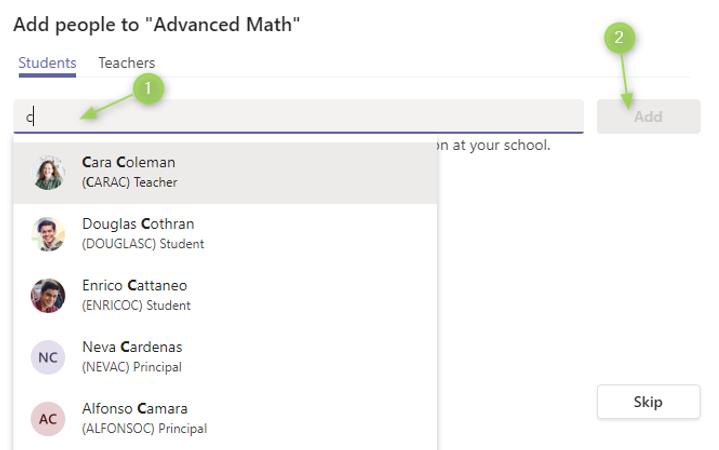 Add people to "Advanced Math"
2
Students Teachers
1
c Add
on at your school.
Cara Coleman
(CARAC) Teacher
Douglas Cothran
(DOUGLASC) Student
Enrico Cattaneo
(ENRICOC) Student
NC Neva Cardenas
(NEVAC) Principal
Skip
AC Alfonso Camara
(ALFONSOC) Principal